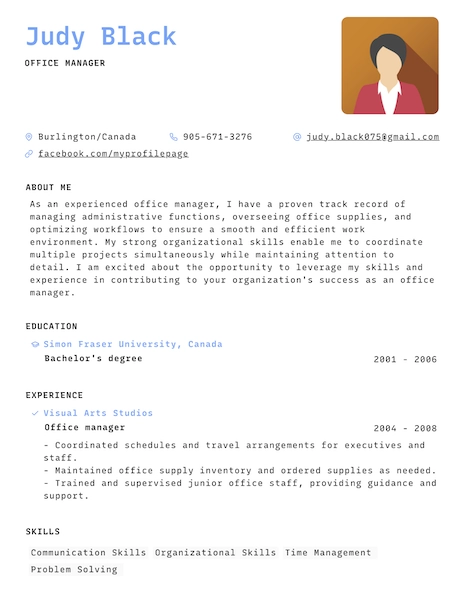 Judy Black
OFFICE MANAGER
Burlington/Canada 905-671-3276 judy.black075@gmail.com
facebook.com/myprofilepage
ABOUT ME
As an experienced office manager, I have a proven track record of
managing administrative functions, overseeing office supplies, and
optimizing workflows to ensure a smooth and efficient work
environment. My strong organizational skills enable me to coordinate
multiple projects simultaneously while maintaining attention to
detail. I am excited about the opportunity to leverage my skills and
experience in contributing to your organization's success as an office
manager.
EDUCATION
Simon Fraser University, Canada
Bachelor's degree 2001 - 2006
EXPERIENCE
Visual Arts Studios
Office manager 2004 - 2008
- Coordinated schedules and travel arrangements for executives and
staff.
- Maintained office supply inventory and ordered supplies as needed.
- Trained and supervised junior office staff, providing guidance and
support.
SKILLS
Communication Skills Organizational Skills Time Management
Problem Solving